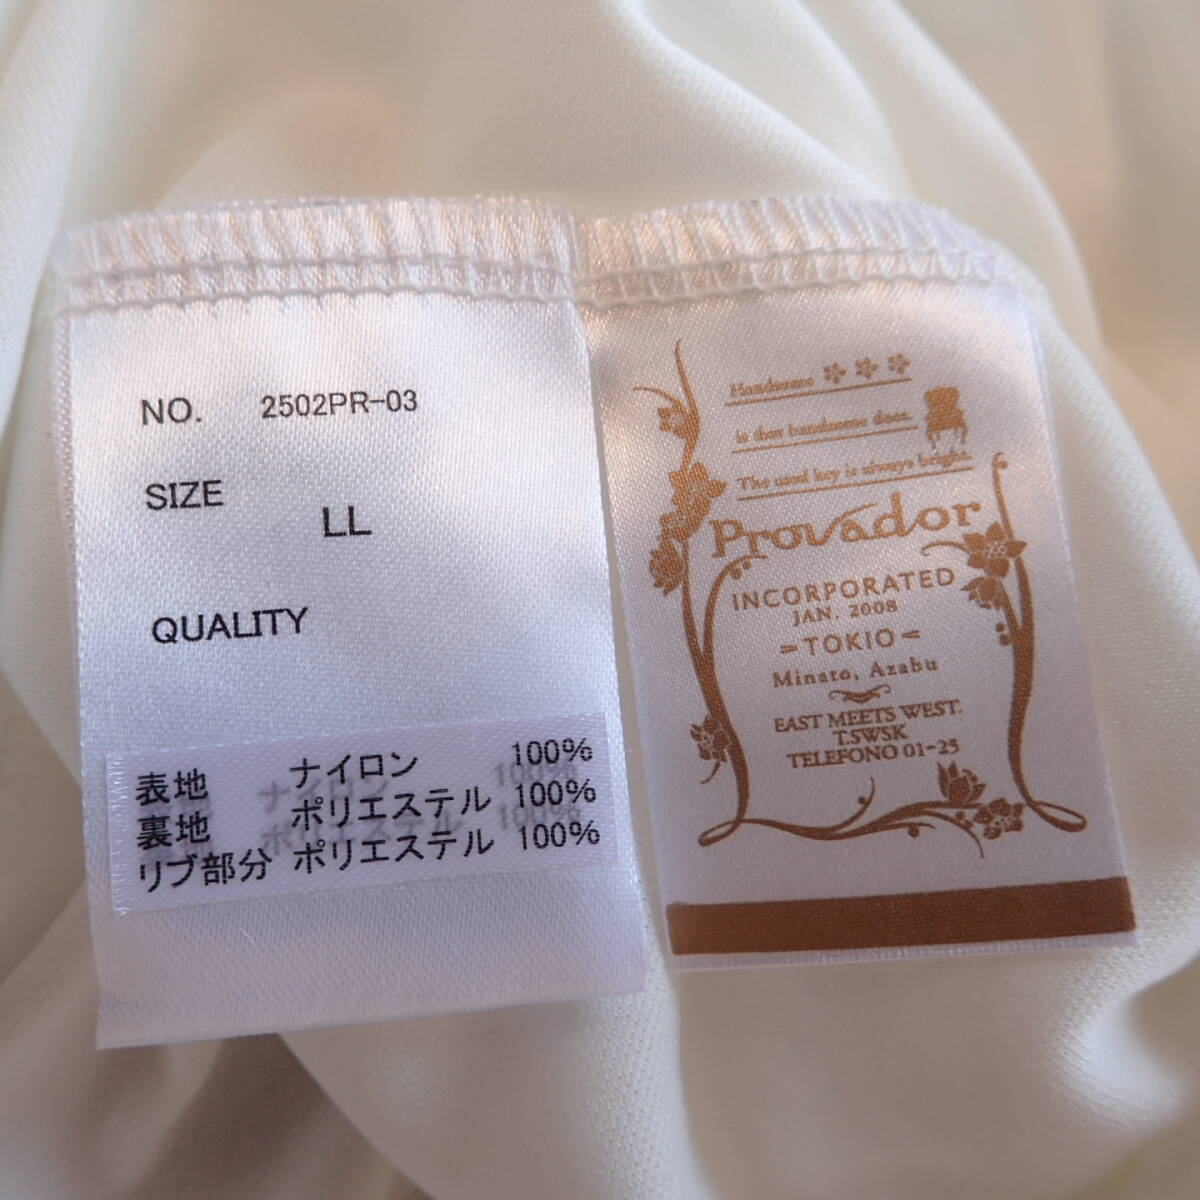 NO. 2502PR-03
SIZE
LL
QUALITY
表地 ナイロン 100%
裏地 ポリエステル 100%
リブ部分 ポリエステル 100%
Handsome
is that handsome does.
The used key is always bright.
Provador
INCORPORATED
JAN. 2008
=TOKIO=
Minato, Azabu
EAST MEETS WEST.
T.SWSK
TELEFONO 01-25